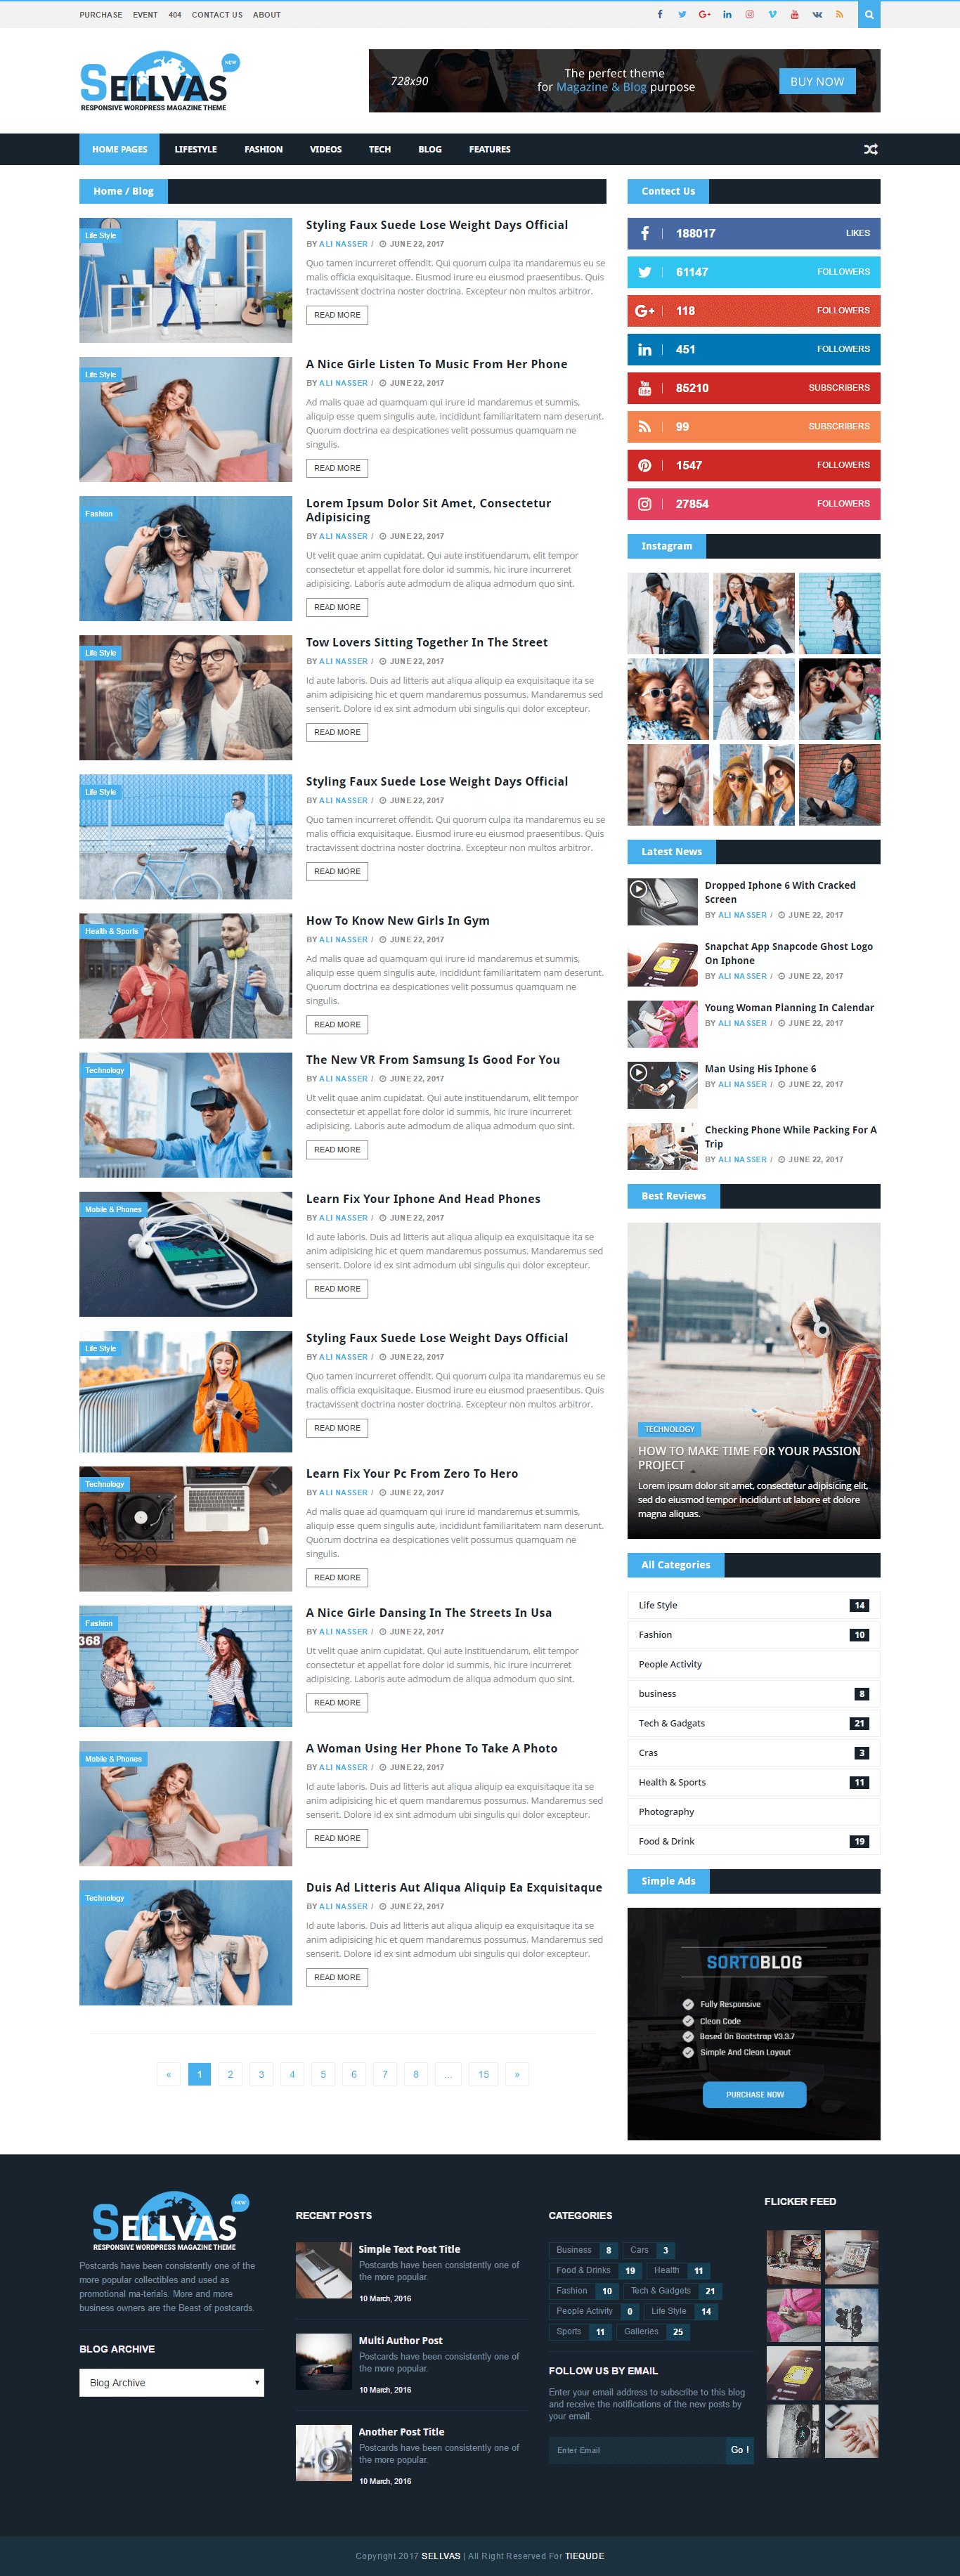 PURCHASE EVENT 404 CONTACT US ABOUT
SELLVAS NEW
RESPONSIVE WORDPRESS MAGAZINE THEME
728x90
The perfect theme
for Magazine & Blog purpose
BUY NOW
HOME PAGES LIFESTYLE FASHION VIDEOS TECH BLOG FEATURES
Home / Blog
Life Style
Styling Faux Suede Lose Weight Days Official
BY ALI NASSER / JUNE 22, 2017
Quo tamen incurreret offendit. Qui quorum culpa ita mandaremus eu se
malis officia exquisitaque. Eiusmod irure eu eiusmod praesentibus. Quis
tractavissent doctrina noster doctrina. Excepteur non multos arbitror.
READ MORE
Life Style
A Nice Girle Listen To Music From Her Phone
BY ALI NASSER / JUNE 22, 2017
Ad malis quae ad quamquam qui irure id mandaremus et summis,
aliquip esse quem singulis aute, incididunt familiaritatem nam deserunt.
Quorum doctrina ea despicationes velit possumus quamquam ne
singulis.
READ MORE
Fashion
Lorem Ipsum Dolor Sit Amet, Consectetur
Adipisicing
BY ALI NASSER / JUNE 22, 2017
Ut velit quae anim cupidatat. Qui aute instituendarum, elit tempor
consectetur et appellat fore dolor id summis, hic irure incurreret
adipisicing. Laboris aute admodum de aliqua admodum quo sint.
READ MORE
Life Style
Tow Lovers Sitting Together In The Street
BY ALI NASSER / JUNE 22, 2017
Id aute laboris. Duis ad litteris aut aliqua aliquip ea exquisitaque ita se
anim adipisicing hic et quem mandaremus possumus. Mandaremus sed
senserit. Dolore id ex sint admodum ubi singulis qui dolor excepteur.
READ MORE
Life Style
Styling Faux Suede Lose Weight Days Official
BY ALI NASSER / JUNE 22, 2017
Quo tamen incurreret offendit. Qui quorum culpa ita mandaremus eu se
malis officia exquisitaque. Eiusmod irure eu eiusmod praesentibus. Quis
tractavissent doctrina noster doctrina. Excepteur non multos arbitror.
READ MORE
Health & Sports
How To Know New Girls In Gym
BY ALI NASSER / JUNE 22, 2017
Ad malis quae ad quamquam qui irure id mandaremus et summis,
aliquip esse quem singulis aute, incididunt familiaritatem nam deserunt.
Quorum doctrina ea despicationes velit possumus quamquam ne
singulis.
READ MORE
Technology
The New VR From Samsung Is Good For You
BY ALI NASSER / JUNE 22, 2017
Ut velit quae anim cupidatat. Qui aute instituendarum, elit tempor
consectetur et appellat fore dolor id summis, hic irure incurreret
adipisicing. Laboris aute admodum de aliqua admodum quo sint.
READ MORE
Mobile & Phones
Learn Fix Your Iphone And Head Phones
BY ALI NASSER / JUNE 22, 2017
Id aute laboris. Duis ad litteris aut aliqua aliquip ea exquisitaque ita se
anim adipisicing hic et quem mandaremus possumus. Mandaremus sed
senserit. Dolore id ex sint admodum ubi singulis qui dolor excepteur.
READ MORE
Life Style
Styling Faux Suede Lose Weight Days Official
BY ALI NASSER / JUNE 22, 2017
Quo tamen incurreret offendit. Qui quorum culpa ita mandaremus eu se
malis officia exquisitaque. Eiusmod irure eu eiusmod praesentibus. Quis
tractavissent doctrina noster doctrina. Excepteur non multos arbitror.
READ MORE
Technology
Learn Fix Your Pc From Zero To Hero
BY ALI NASSER / JUNE 22, 2017
Ad malis quae ad quamquam qui irure id mandaremus et summis,
aliquip esse quem singulis aute, incididunt familiaritatem nam deserunt.
Quorum doctrina ea despicationes velit possumus quamquam ne
singulis.
READ MORE
Fashion
368
A Nice Girle Dansing In The Streets In Usa
BY ALI NASSER / JUNE 22, 2017
Ut velit quae anim cupidatat. Qui aute instituendarum, elit tempor
consectetur et appellat fore dolor id summis, hic irure incurreret
adipisicing. Laboris aute admodum de aliqua admodum quo sint.
READ MORE
Mobile & Phones
A Woman Using Her Phone To Take A Photo
BY ALI NASSER / JUNE 22, 2017
Id aute laboris. Duis ad litteris aut aliqua aliquip ea exquisitaque ita se
anim adipisicing hic et quem mandaremus possumus. Mandaremus sed
senserit. Dolore id ex sint admodum ubi singulis qui dolor excepteur.
READ MORE
Technology
Duis Ad Litteris Aut Aliqua Aliquip Ea Exquisitaque
BY ALI NASSER / JUNE 22, 2017
Id aute laboris. Duis ad litteris aut aliqua aliquip ea exquisitaque ita se
anim adipisicing hic et quem mandaremus possumus. Mandaremus sed
senserit. Dolore id ex sint admodum ubi singulis qui dolor excepteur.
READ MORE
« 1 2 3 4 5 6 7 8 ... 15 »
Contect Us
188017 LIKES
61147 FOLLOWERS
118 FOLLOWERS
451 FOLLOWERS
85210 SUBSCRIBERS
99 SUBSCRIBERS
1547 FOLLOWERS
27854 FOLLOWERS
Instagram
Latest News
Dropped Iphone 6 With Cracked
Screen
BY ALI NASSER / JUNE 22, 2017
Snapchat App Snapcode Ghost Logo
On Iphone
BY ALI NASSER / JUNE 22, 2017
Young Woman Planning In Calendar
BY ALI NASSER / JUNE 22, 2017
Man Using His Iphone 6
BY ALI NASSER / JUNE 22, 2017
Checking Phone While Packing For A
Trip
BY ALI NASSER / JUNE 22, 2017
Best Reviews
TECHNOLOGY
HOW TO MAKE TIME FOR YOUR PASSION
PROJECT
Lorem ipsum dolor sit amet, consectetur adipisicing elit,
sed do eiusmod tempor incididunt ut labore et dolore
magna aliquas.
All Categories
Life Style 14
Fashion 10
People Activity
business 8
Tech & Gadgats 21
Cras 3
Health & Sports 11
Photography
Food & Drink 19
Simple Ads
SORTOBLOG
Fully Responsive
Clean Code
Based On Bootstrap V3.3.7
Simple And Clean Layout
PURCHASE NOW
SELLVAS NEW
RESPONSIVE WORDPRESS MAGAZINE THEME
Postcards have been consistently one of the
more popular collectibles and used as
promotional ma-terials. More and more
business owners are the Beast of postcards.
BLOG ARCHIVE
Blog Archive
RECENT POSTS
Simple Text Post Title
Postcards have been consistently one of
the more popular.
10 March, 2016
Multi Author Post
Postcards have been consistently one of
the more popular.
10 March, 2016
Another Post Title
Postcards have been consistently one of
the more popular.
10 March, 2016
CATEGORIES
Business 8 Cars 3
Food & Drinks 19 Health 11
Fashion 10 Tech & Gadgets 21
People Activity 0 Life Style 14
Sports 11 Galleries 25
FOLLOW US BY EMAIL
Enter your email address to subscribe to this blog
and receive the notifications of the new posts by
your email.
Enter Email Go !
FLICKER FEED
Copyright 2017 SELLVAS | All Right Reserved For TIEQUDE